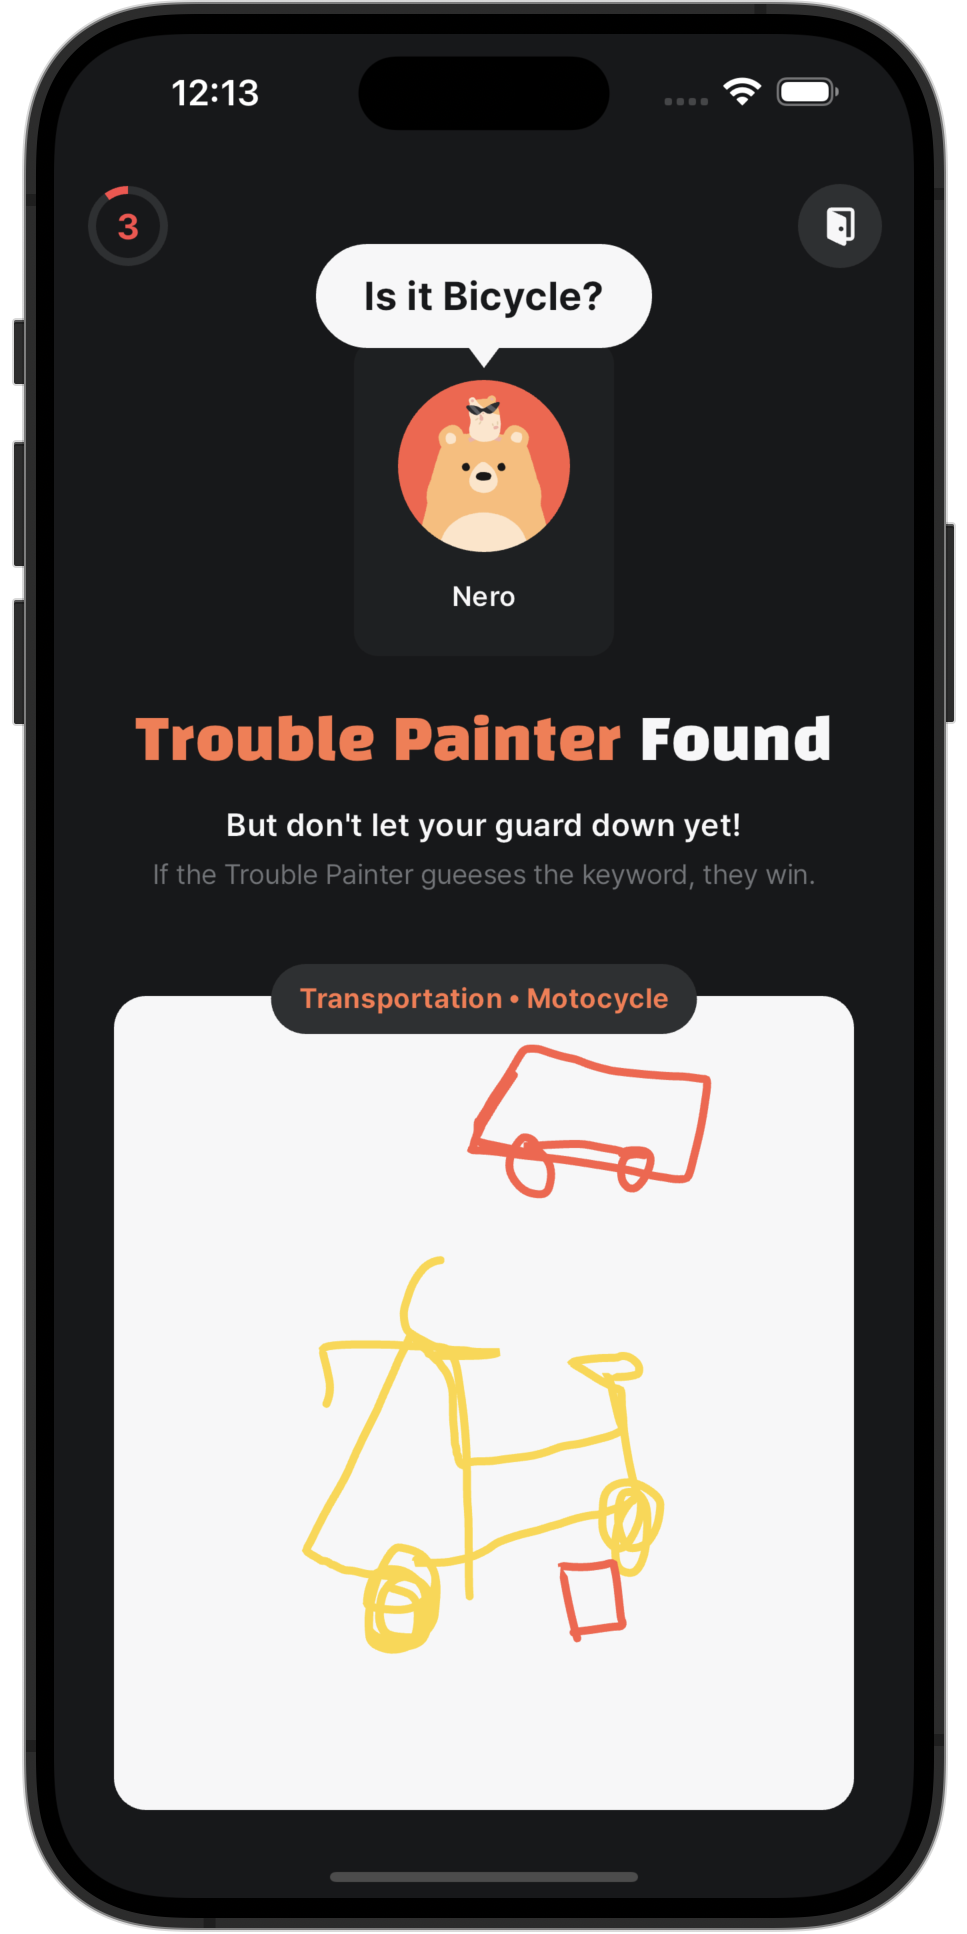 12:13
3
Is it Bicycle?
Nero
Trouble Painter Found
But don't let your guard down yet!
If the Trouble Painter gueeses the keyword, they win.
Transportation • Motocycle